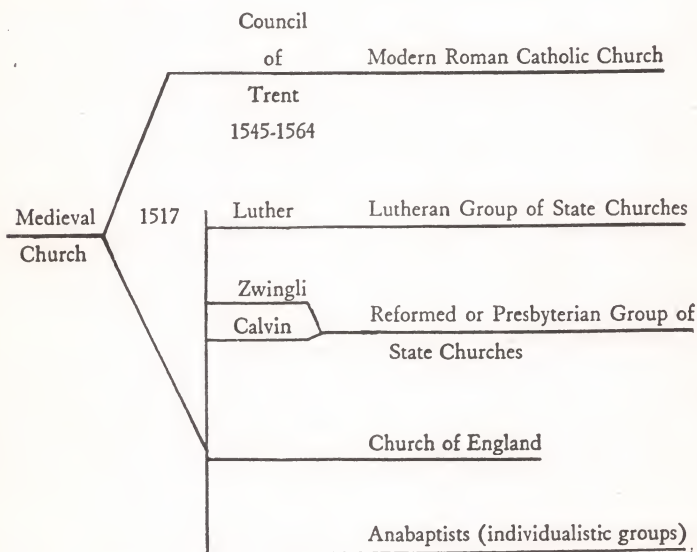 Council
of
Trent
1545-1564
Modern Roman Catholic Church
Medieval
Church
1517
Luther
Lutheran Group of State Churches
Zwingli
Calvin
Reformed or Presbyterian Group of
State Churches
Church of England
Anabaptists (individualistic groups)